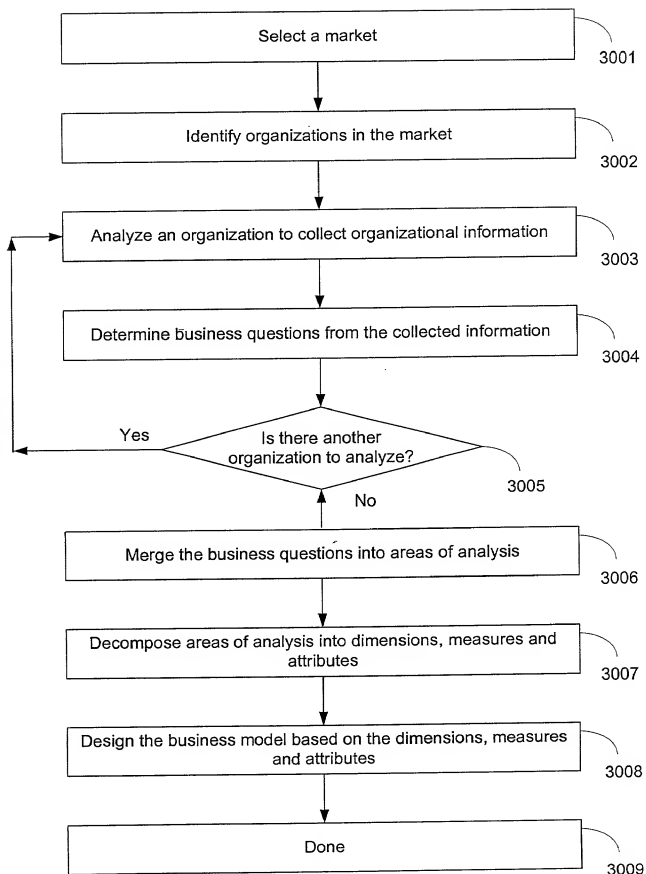 Select a market
3001
Identify organizations in the market
3002
Analyze an organization to collect organizational information
3003
Determine business questions from the collected information
3004
Yes
Is there another
organization to analyze?
3005
No
Merge the business questions into areas of analysis
3006
Decompose areas of analysis into dimensions, measures and
attributes
3007
Design the business model based on the dimensions, measures
and attributes
3008
Done
3009